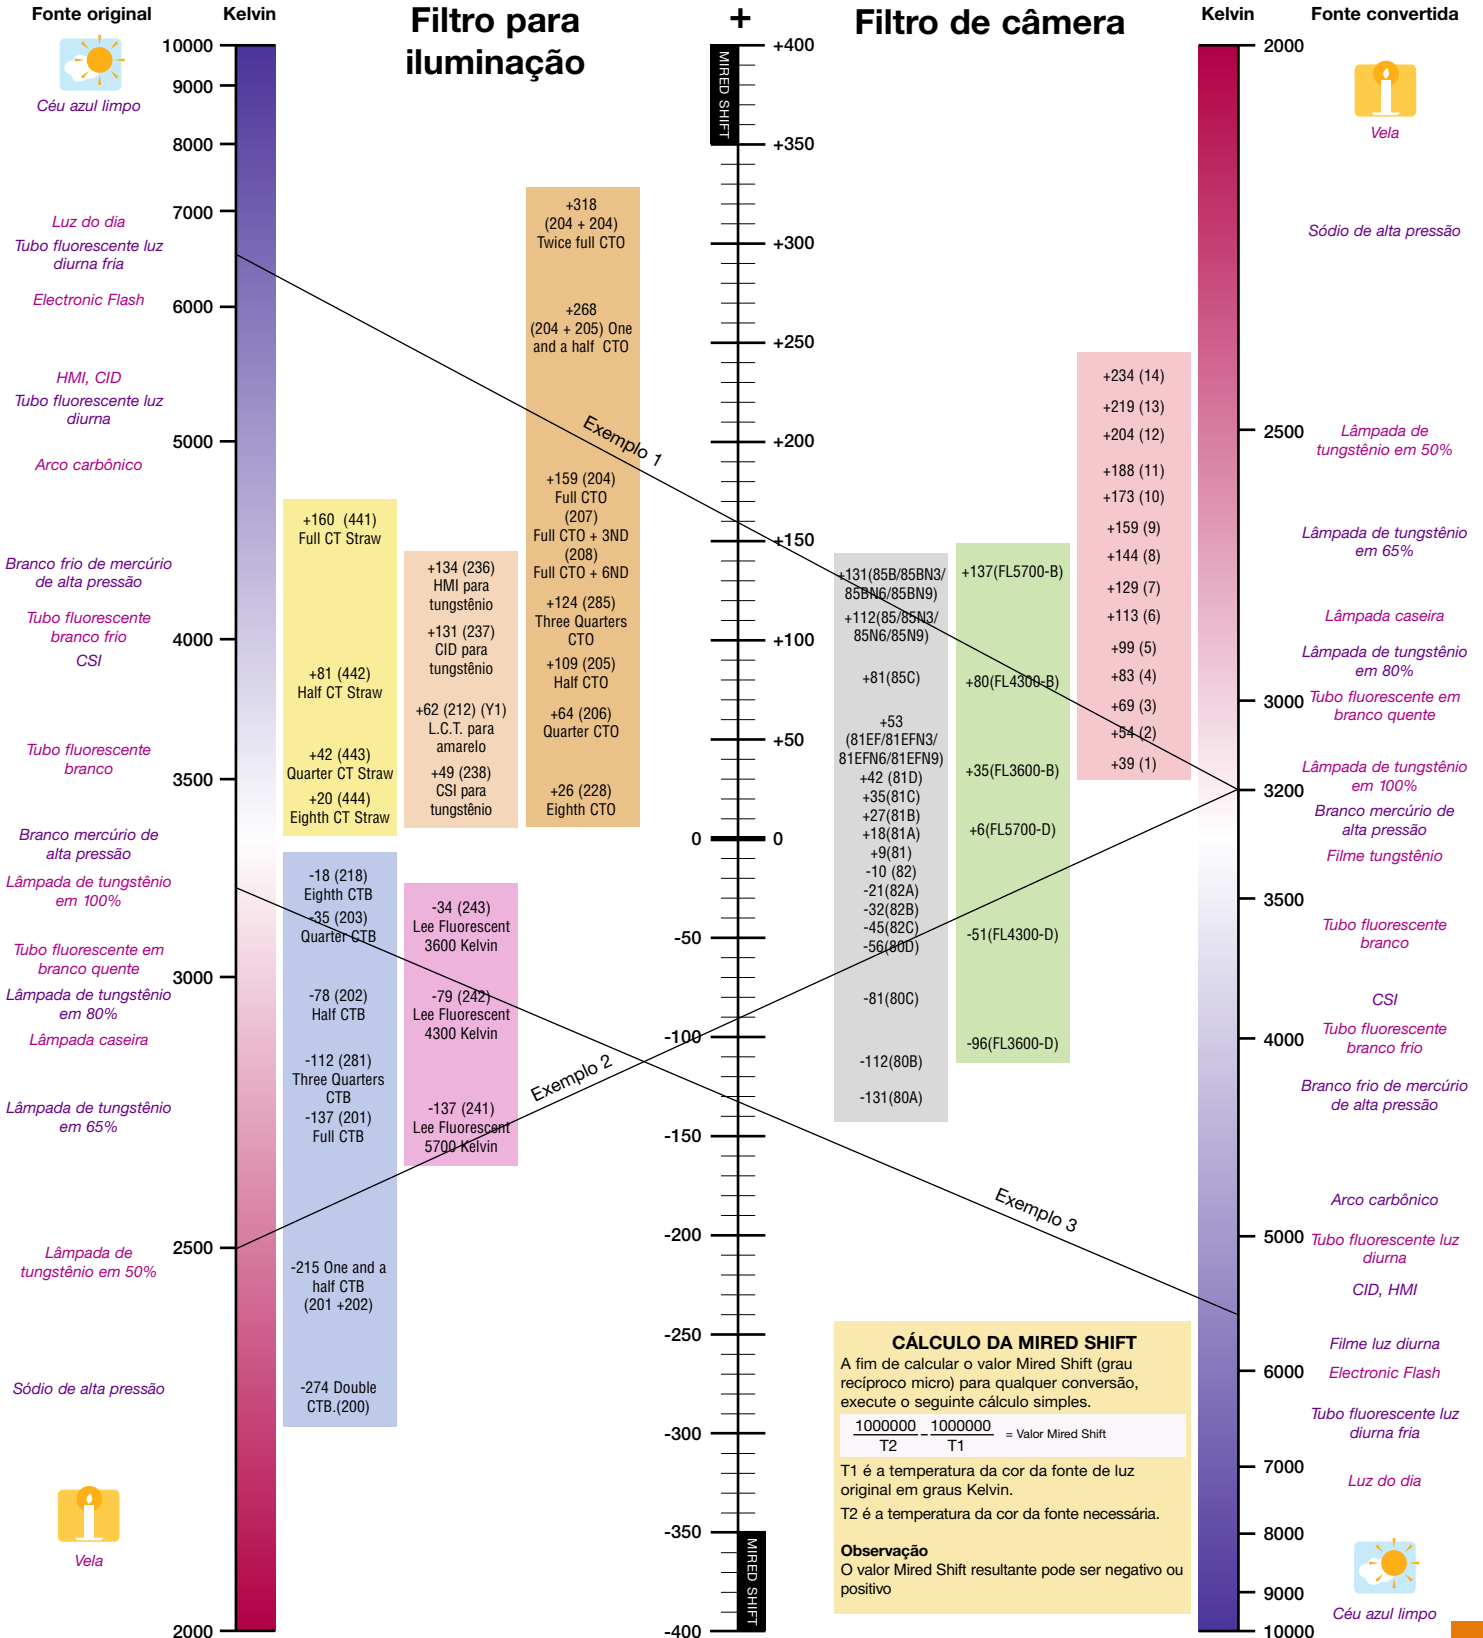 Fonte original
Kelvin
Filtro para
iluminação
+
Filtro de câmera
Kelvin
Fonte convertida
Céu azul limpo
Luz do dia
Tubo fluorescente luz
diurna fria
Electronic Flash
HMI, CID
Tubo fluorescente luz
diurna
Arco carbônico
Branco frio de mercúrio
de alta pressão
Tubo fluorescente
branco frio
CSI
Tubo fluorescente
branco
Branco mercúrio de
alta pressão
Lâmpada de tungstênio
em 100%
Tubo fluorescente em
branco quente
Lâmpada de tungstênio
em 80%
Lâmpada caseira
Lâmpada de tungstênio
em 65%
Lâmpada de
tungstênio em 50%
Sódio de alta pressão
Vela
10000
9000
8000
7000
6000
5000
4000
3500
3000
2500
2000
+160 (441)
Full CT Straw
+81 (442)
Half CT Straw
+42 (443)
Quarter CT Straw
+20 (444)
Eighth CT Straw
-18 (218)
Eighth CTB
-35 (203)
Quarter CTB
-78 (202)
Half CTB
-112 (281)
Three Quarters
CTB
-137 (201)
Full CTB
-215 One and a
half CTB
(201 +202)
-274 Double
CTB.(200)
+134 (236)
HMI para
tungstênio
+131 (237)
CID para
tungstênio
+62 (212) (Y1)
L.C.T. para
amarelo
+49 (238)
CSI para
tungstênio
-34 (243)
Lee Fluorescent
3600 Kelvin
-79 (242)
Lee Fluorescent
4300 Kelvin
-137 (241)
Lee Fluorescent
5700 Kelvin
+318
(204 + 204)
Twice full CTO
+268
(204 + 205) One
and a half CTO
+159 (204)
Full CTO
(207)
Full CTO + 3ND
(208)
Full CTO + 6ND
+124 (285)
Three Quarters
CTO
+109 (205)
Half CTO
+64 (206)
Quarter CTO
+26 (228)
Eighth CTO
Exemplo 1
Exemplo 2
Exemplo 3
MIRED SHIFT
+400
+350
+300
+250
+200
+150
+100
+50
0 0
-50
-100
-150
-200
-250
-300
-350
-400
MIRED SHIFT
+131(85B/85BN3/
85BN6/85BN9)
+112(85/85N3/
85N6/85N9)
+81(85C)
+53
(81EF/81EFN3/
81EFN6/81EFN9)
+42 (81D)
+35(81C)
+27(81B)
+18(81A)
+9(81)
-10 (82)
-21(82A)
-32(82B)
-45(82C)
-56(80D)
-81(80C)
-112(80B)
-131(80A)
+137(FL5700-B)
+80(FL4300-B)
+35(FL3600-B)
+6(FL5700-D)
-51(FL4300-D)
-96(FL3600-D)
+234 (14)
+219 (13)
+204 (12)
+188 (11)
+173 (10)
+159 (9)
+144 (8)
+129 (7)
+113 (6)
+99 (5)
+83 (4)
+69 (3)
+54 (2)
+39 (1)
CÁLCULO DA MIRED SHIFT
A fim de calcular o valor Mired Shift (grau
recíproco micro) para qualquer conversão,
execute o seguinte cálculo simples.
1000000 – 1000000 = Valor Mired Shift
T2 T1
T1 é a temperatura da cor da fonte de luz
original em graus Kelvin.
T2 é a temperatura da cor da fonte necessária.
Observação
O valor Mired Shift resultante pode ser negativo ou
positivo
2000
2500
3000
3200
3500
4000
5000
6000
7000
8000
9000
10000
Vela
Sódio de alta pressão
Lâmpada de
tungstênio em 50%
Lâmpada de tungstênio
em 65%
Lâmpada caseira
Lâmpada de tungstênio
em 80%
Tubo fluorescente em
branco quente
Lâmpada de tungstênio
em 100%
Branco mercúrio de
alta pressão
Filme tungstênio
Tubo fluorescente
branco
CSI
Tubo fluorescente
branco frio
Branco frio de mercúrio
de alta pressão
Arco carbônico
Tubo fluorescente luz
diurna
CID, HMI
Filme luz diurna
Electronic Flash
Tubo fluorescente luz
diurna fria
Luz do dia
Céu azul limpo